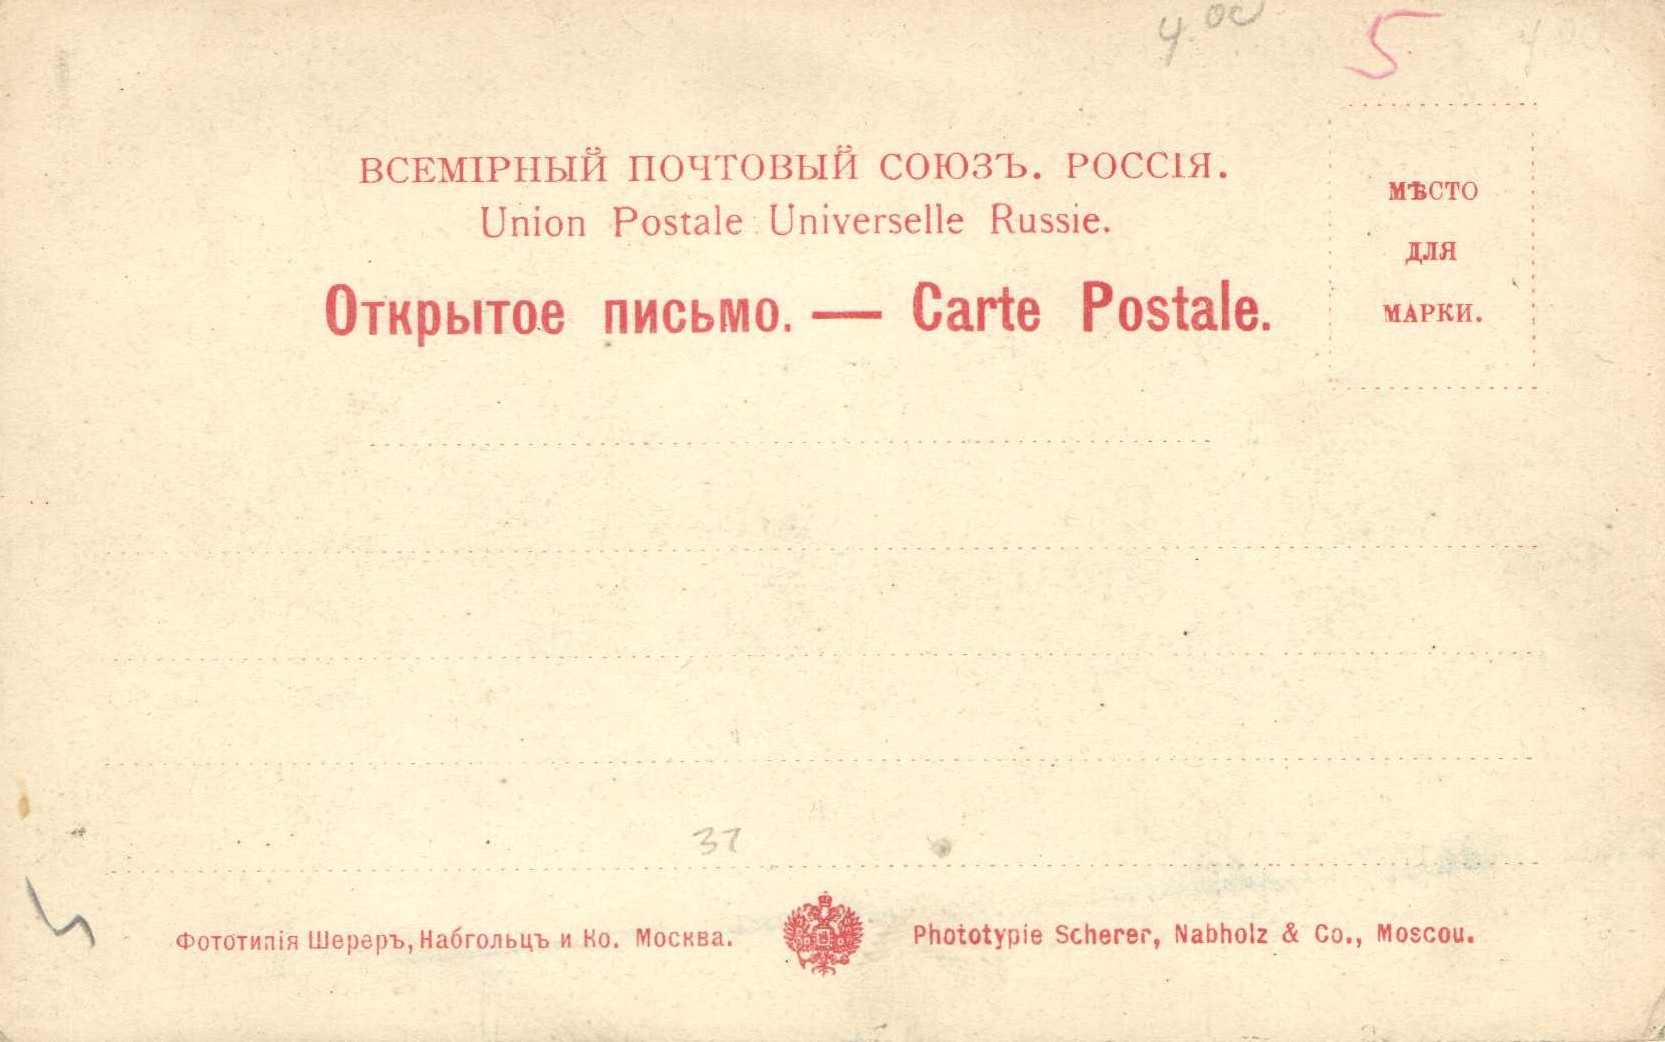 4.00
5
4.00
ВСЕМІРНЫЙ ПОЧТОВЫЙ СОЮЗЪ. РОССІЯ.
Union Postale Universelle Russie.
Открытое письмо. — Carte Postale.
МѢСТО
ДЛЯ
МАРКИ.
37
Фототипія Шереръ, Набгольцъ и Ко. Москва.
Phototypie Scherer, Nabholz & Co., Moscou.